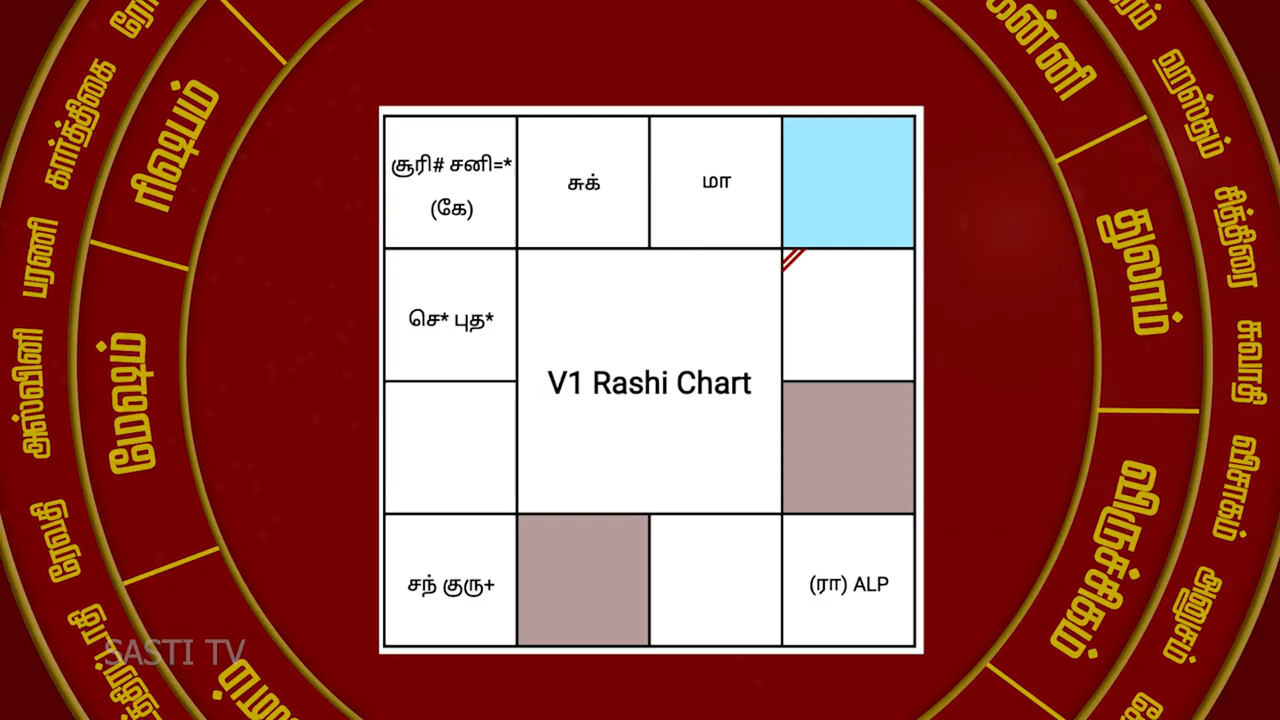 சூரி# சனி=*
(கே)
சுக்
மா
செ* புத*
V1 Rashi Chart
சந் குரு+
(ரா) ALP
ரிஷபம்
மேஷம்
கார்த்திகை
பரணி
அஸ்வினி
ரேவதி
கன்னி
துலாம்
விருச்சிகம்
ஹஸ்தம்
சித்திரை
சுவாதி
விசாகம்
அனுசம்
SASTI TV